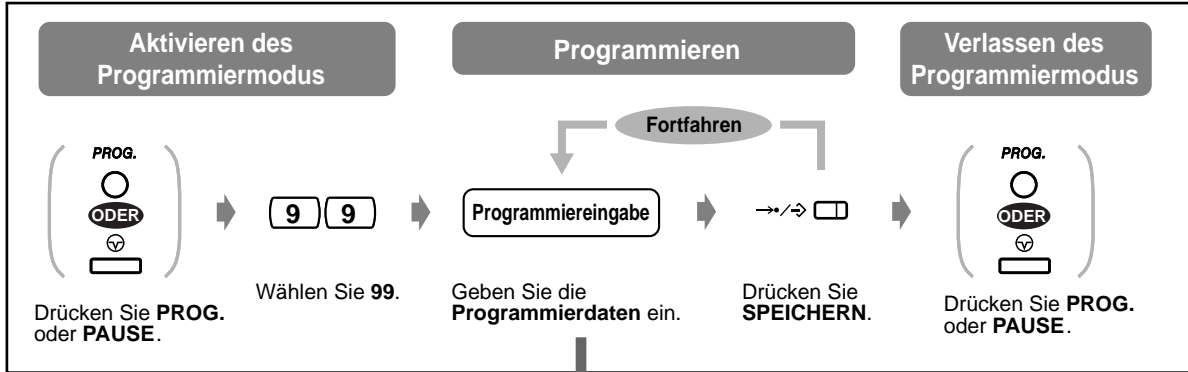 Aktivieren des
Programmiermodus
Programmieren
Verlassen des
Programmiermodus
Fortfahren
PROG.
ODER
9 9
Programmiereingabe
PROG.
ODER
Drücken Sie PROG.
oder PAUSE.
Wählen Sie 99.
Geben Sie die
Programmierdaten ein.
Drücken Sie
SPEICHERN.
Drücken Sie PROG.
oder PAUSE.